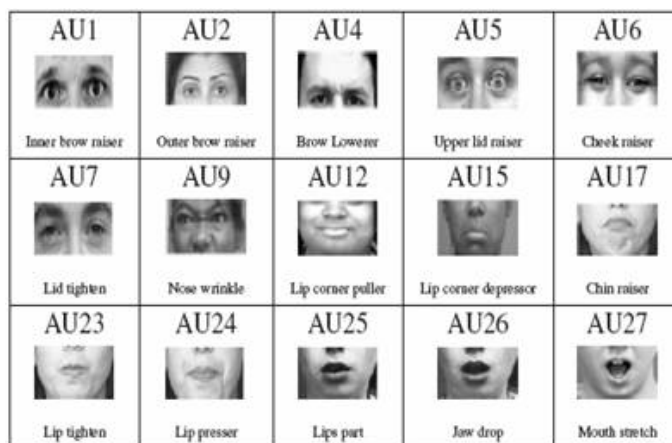 AU1
AU2
AU4
AU5
AU6
Inner brow raiser
Outer brow raiser
Brow Lowerer
Upper lid raiser
Cheek raiser
AU7
AU9
AU12
AU15
AU17
Lid tighten
Nose wrinkle
Lip corner puller
Lip corner depressor
Chin raiser
AU23
AU24
AU25
AU26
AU27
Lip tighten
Lip presser
Lips part
Jaw drop
Mouth stretch